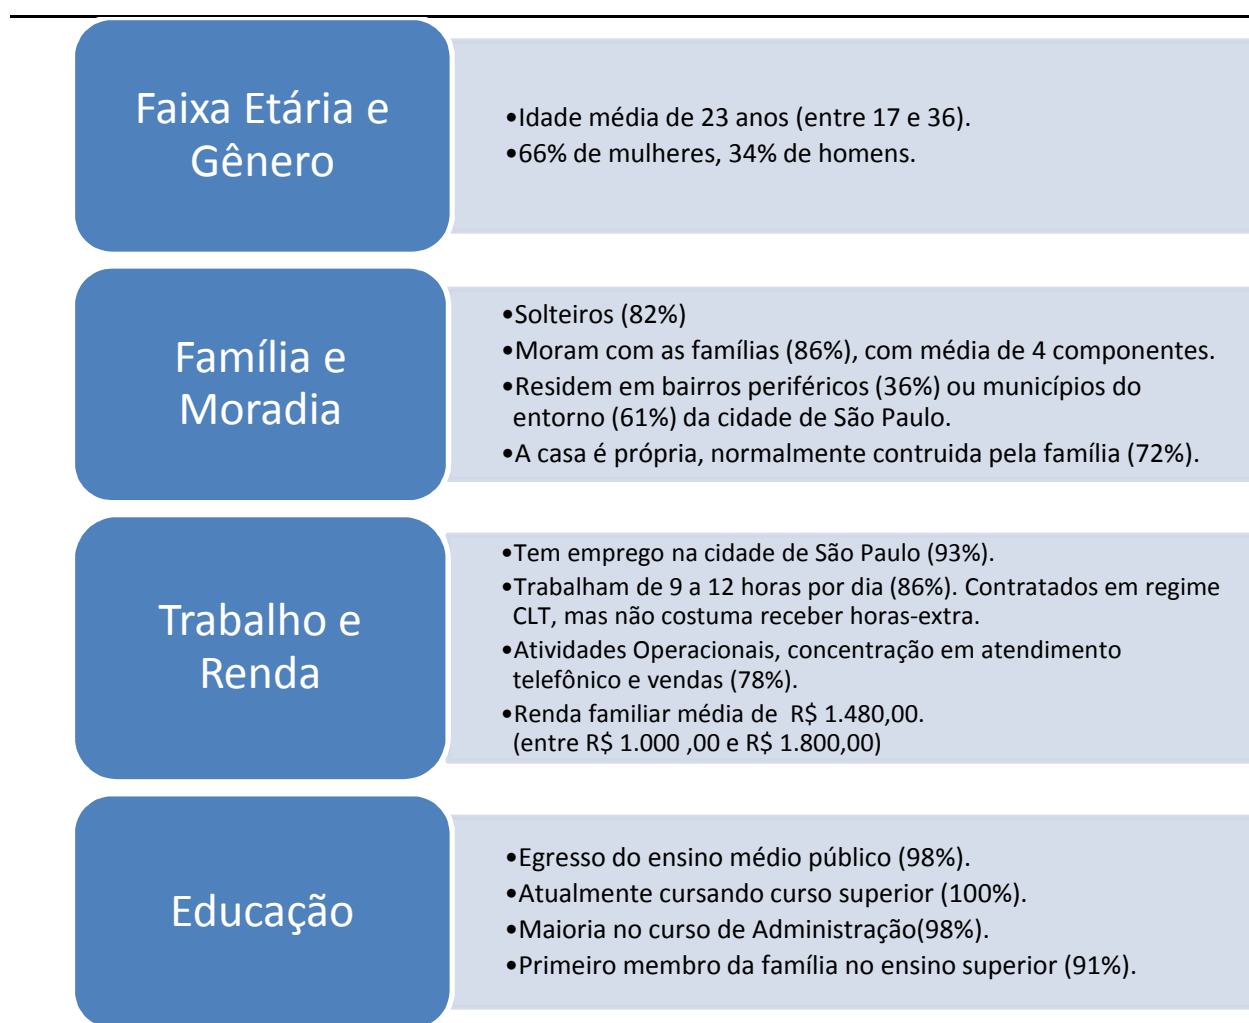 Faixa Etária e
Gênero
•Idade média de 23 anos (entre 17 e 36).
•66% de mulheres, 34% de homens.
Família e
Moradia
•Solteiros (82%)
•Moram com as famílias (86%), com média de 4 componentes.
•Residem em bairros periféricos (36%) ou municípios do
entorno (61%) da cidade de São Paulo.
•A casa é própria, normalmente contruida pela família (72%).
Trabalho e
Renda
•Tem emprego na cidade de São Paulo (93%).
•Trabalham de 9 a 12 horas por dia (86%). Contratados em regime
CLT, mas não costuma receber horas-extra.
•Atividades Operacionais, concentração em atendimento
telefônico e vendas (78%).
•Renda familiar média de  R$ 1.480,00.
(entre R$ 1.000 ,00 e R$ 1.800,00)
Educação
•Egresso do ensino médio público (98%).
•Atualmente cursando curso superior (100%).
•Maioria no curso de Administração(98%).
•Primeiro membro da família no ensino superior (91%).